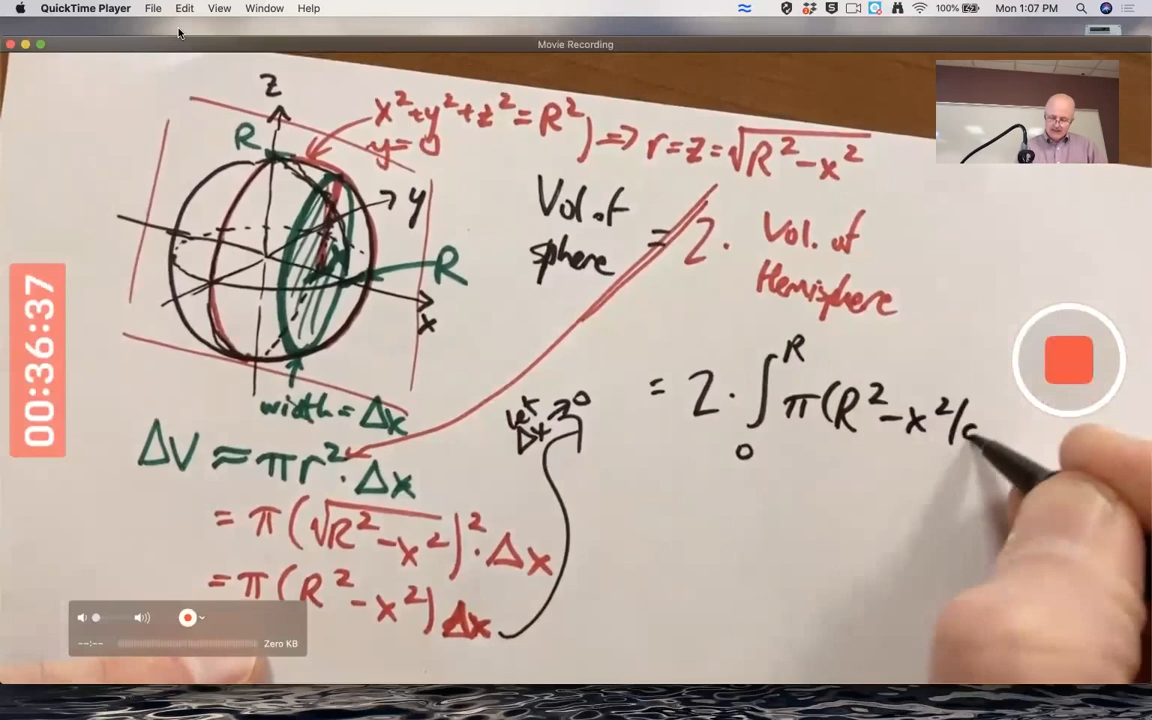 QuickTime Player File Edit View Window Help 100% Mon 1:07 PM
Movie Recording
00:36:37
z
R
x²+y²+z²=R²
y=0
) => r=z=√R²-x²
y
R
x
width = Δx
Vol. of
sphere
= 2.
Vol. of
Hemisphere
ΔV ≈ πr²·Δx
= π(√R²-x²)²·Δx
= π(R²-x²) Δx
let
Δx→0
= 2·∫₀ᴿ π(R²-x²)
--:-- Zero KB